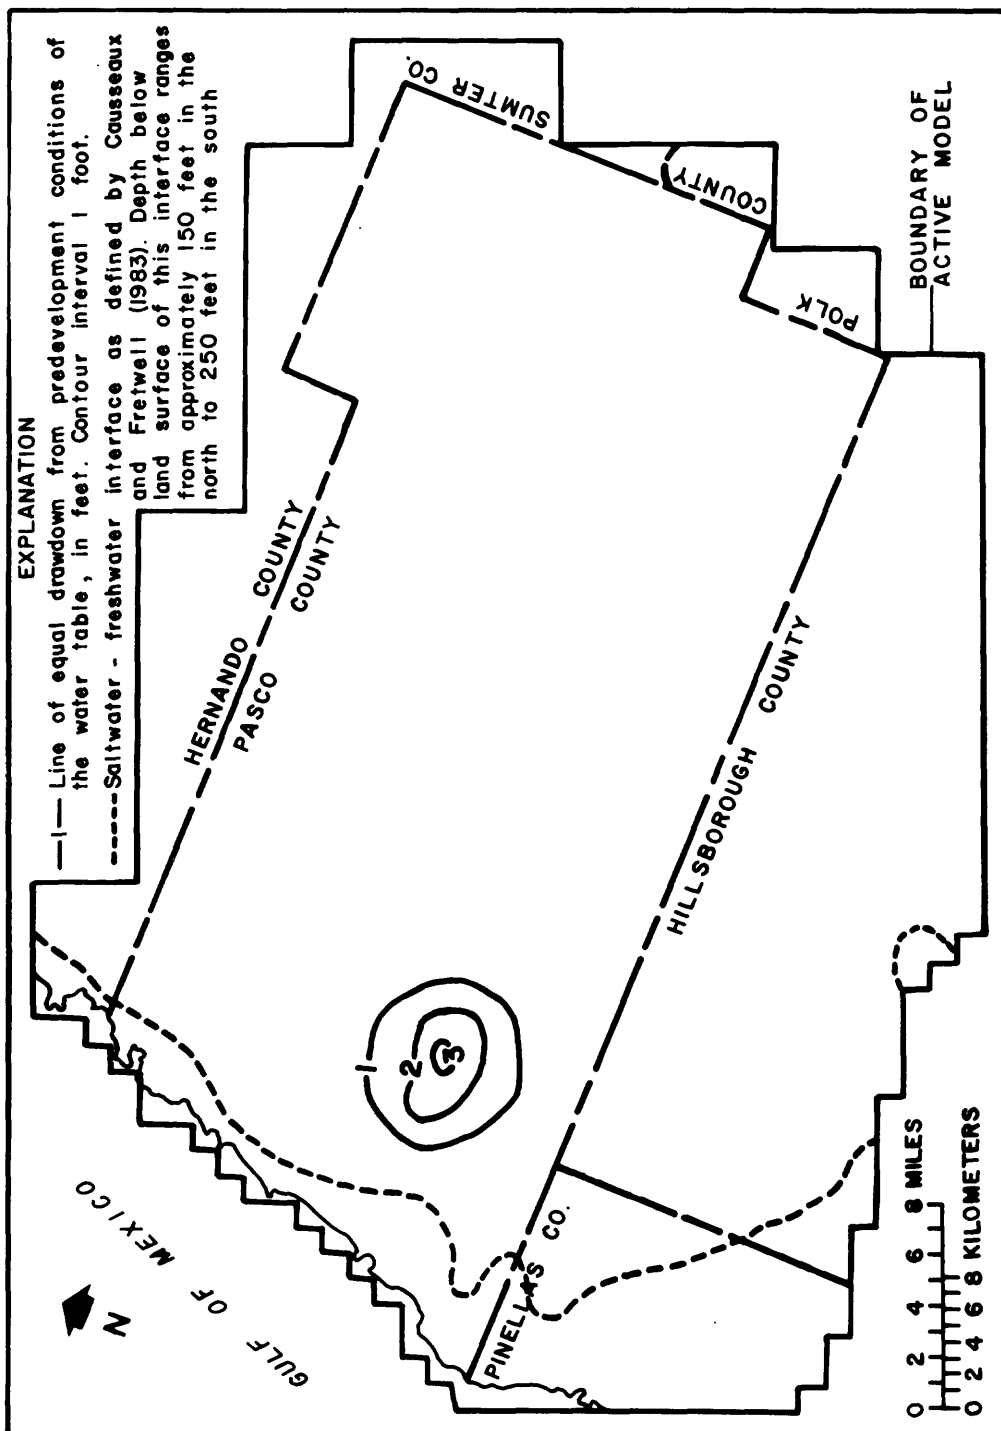 EXPLANATION
—1— Line of equal drawdown from predevelopment conditions of
the water table, in feet. Contour interval 1 foot.
-----Saltwater - freshwater interface as defined by Causseaux
and Fretwell (1983). Depth below
land surface of this interface ranges
from approximately 150 feet in the
north to 250 feet in the south
HERNANDO COUNTY
PASCO COUNTY
SUMTER CO.
COUNTY
POLK
BOUNDARY OF
ACTIVE MODEL
HILLSBOROUGH COUNTY
PINELLAS CO.
GULF OF MEXICO
N
1
2
3
0 2 4 6 8 MILES
0 2 4 6 8 KILOMETERS